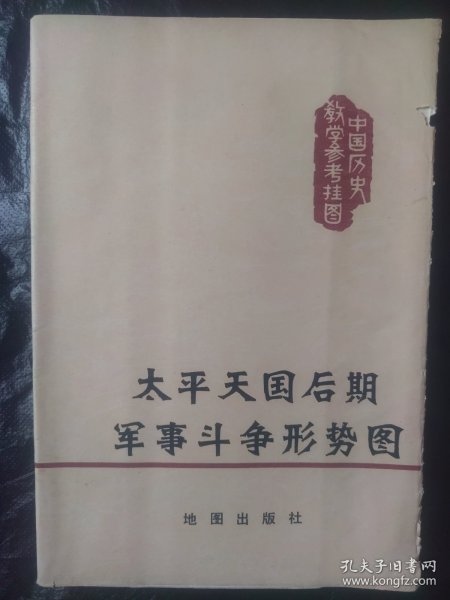 中国历史
教学参考挂图
太平天国后期
军事斗争形势图
地图出版社
孔夫子旧书网
www.kongfz.com